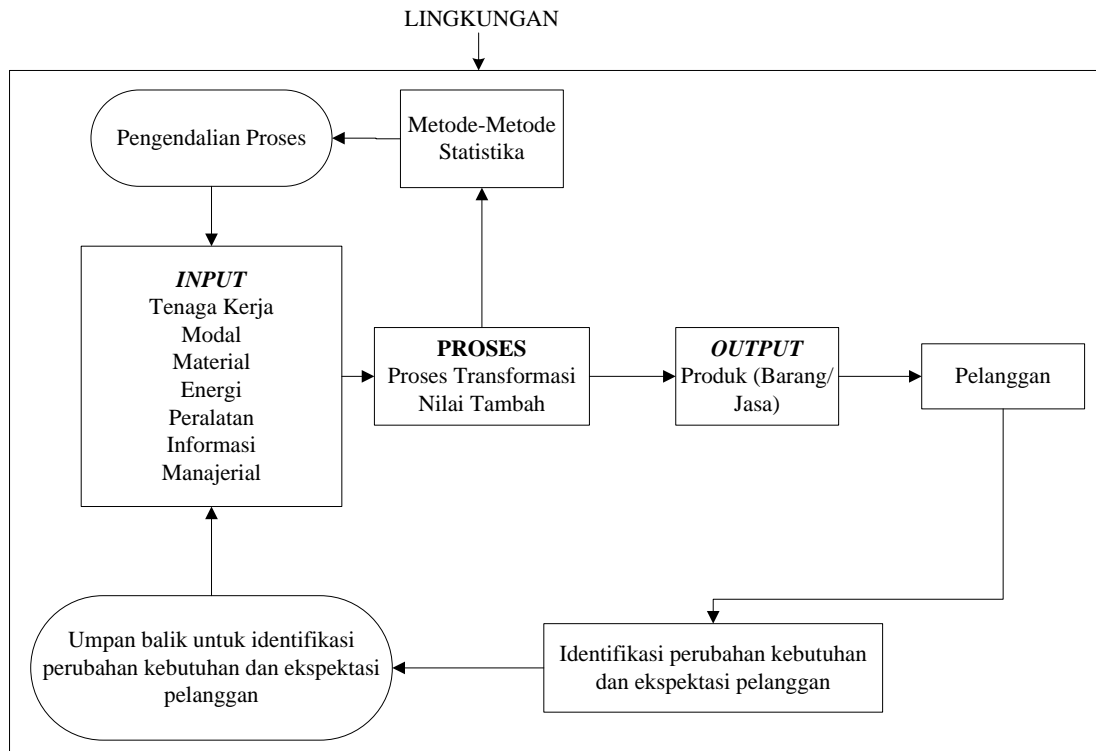 LINGKUNGAN
Pengendalian Proses
Metode-Metode
Statistika
INPUT
Tenaga Kerja
Modal
Material
Energi
Peralatan
Informasi
Manajerial
PROSES
Proses Transformasi
Nilai Tambah
OUTPUT
Produk (Barang/
Jasa)
Pelanggan
Umpan balik untuk identifikasi
perubahan kebutuhan dan ekspektasi
pelanggan
Identifikasi perubahan kebutuhan
dan ekspektasi pelanggan